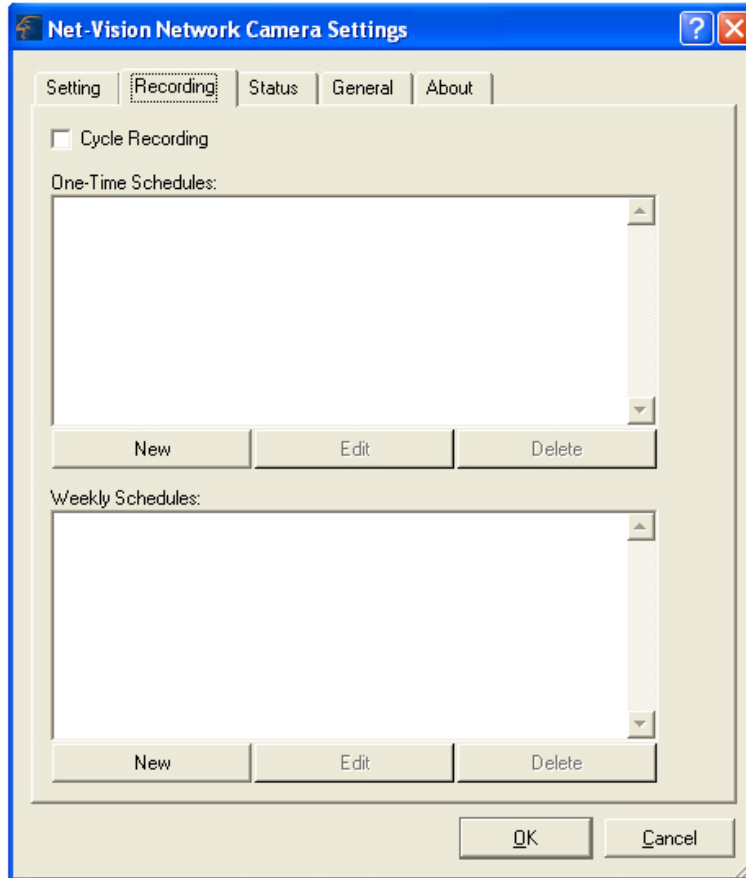 Net-Vision Network Camera Settings
?
X
Setting Recording Status General About
Cycle Recording
One-Time Schedules:
New Edit Delete
Weekly Schedules:
New Edit Delete
OK Cancel